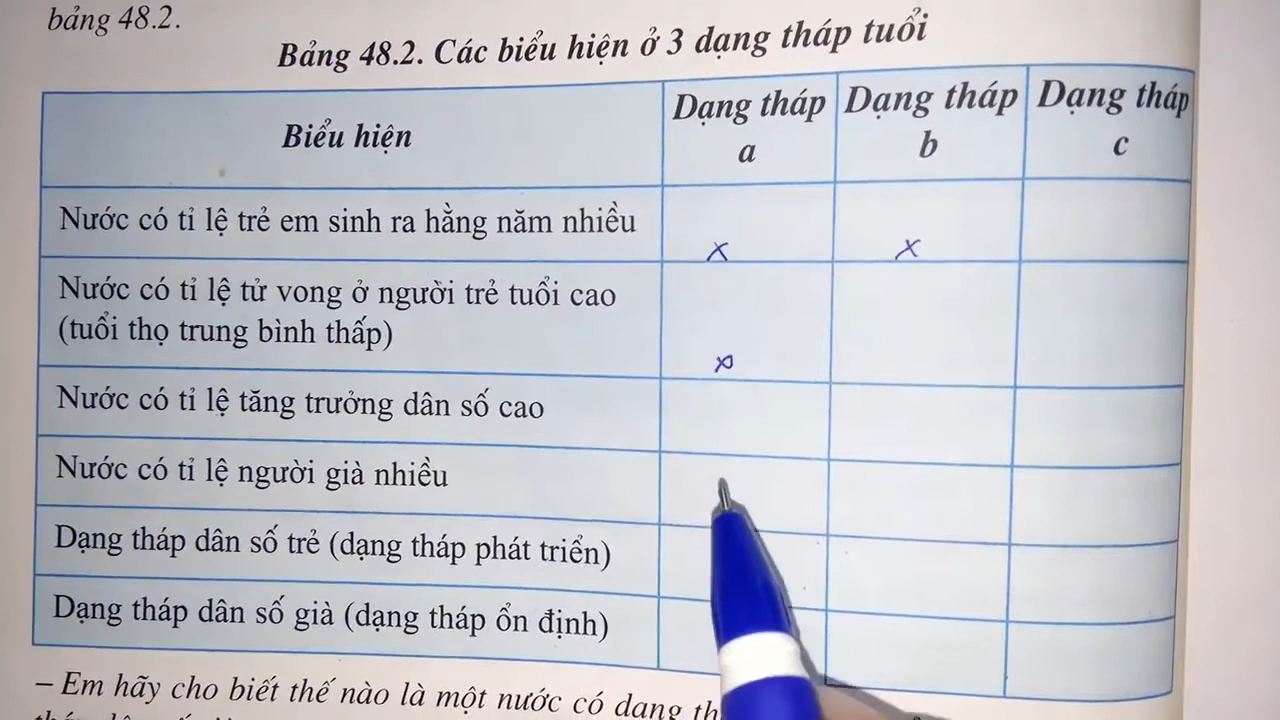 bảng 48.2.
Bảng 48.2. Các biểu hiện ở 3 dạng tháp tuổi
Biểu hiện
Dạng tháp a
Dạng tháp b
Dạng tháp c
Nước có tỉ lệ trẻ em sinh ra hằng năm nhiều
x x
Nước có tỉ lệ tử vong ở người trẻ tuổi cao
(tuổi thọ trung bình thấp)
x
Nước có tỉ lệ tăng trưởng dân số cao
Nước có tỉ lệ người già nhiều
Dạng tháp dân số trẻ (dạng tháp phát triển)
Dạng tháp dân số già (dạng tháp ổn định)
– Em hãy cho biết thế nào là một nước có dạng